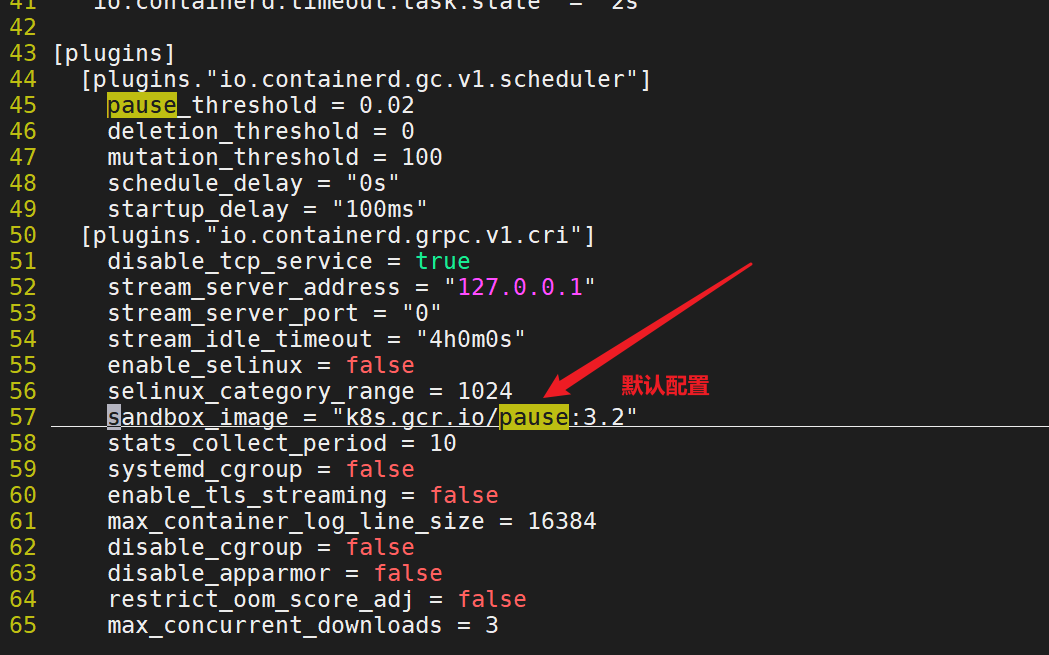 41   io.containerd.timeout.task.state = 2s
42
43 [plugins]
44   [plugins."io.containerd.gc.v1.scheduler"]
45     pause_threshold = 0.02
46     deletion_threshold = 0
47     mutation_threshold = 100
48     schedule_delay = "0s"
49     startup_delay = "100ms"
50   [plugins."io.containerd.grpc.v1.cri"]
51     disable_tcp_service = true
52     stream_server_address = "127.0.0.1"
53     stream_server_port = "0"
54     stream_idle_timeout = "4h0m0s"
55     enable_selinux = false
56     selinux_category_range = 1024
默认配置
57     sandbox_image = "k8s.gcr.io/pause:3.2"
58     stats_collect_period = 10
59     systemd_cgroup = false
60     enable_tls_streaming = false
61     max_container_log_line_size = 16384
62     disable_cgroup = false
63     disable_apparmor = false
64     restrict_oom_score_adj = false
65     max_concurrent_downloads = 3